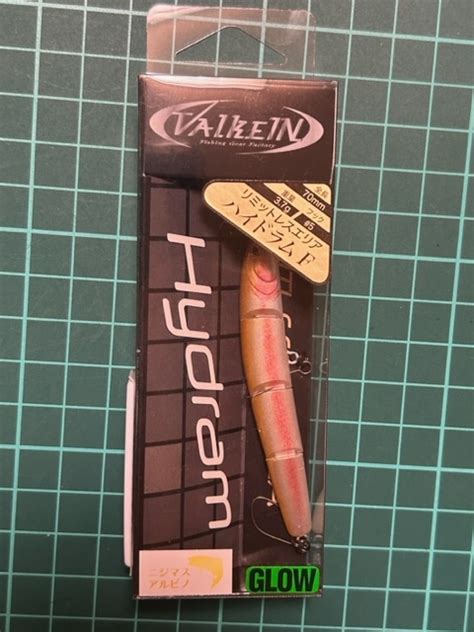 VALKEIN
Fishing Gear Factory
全長
70mm
重量 フック
3.7g #5
リミットレスエリア
ハイドラム F
Hydram
ニジマス
アルビノ
GLOW